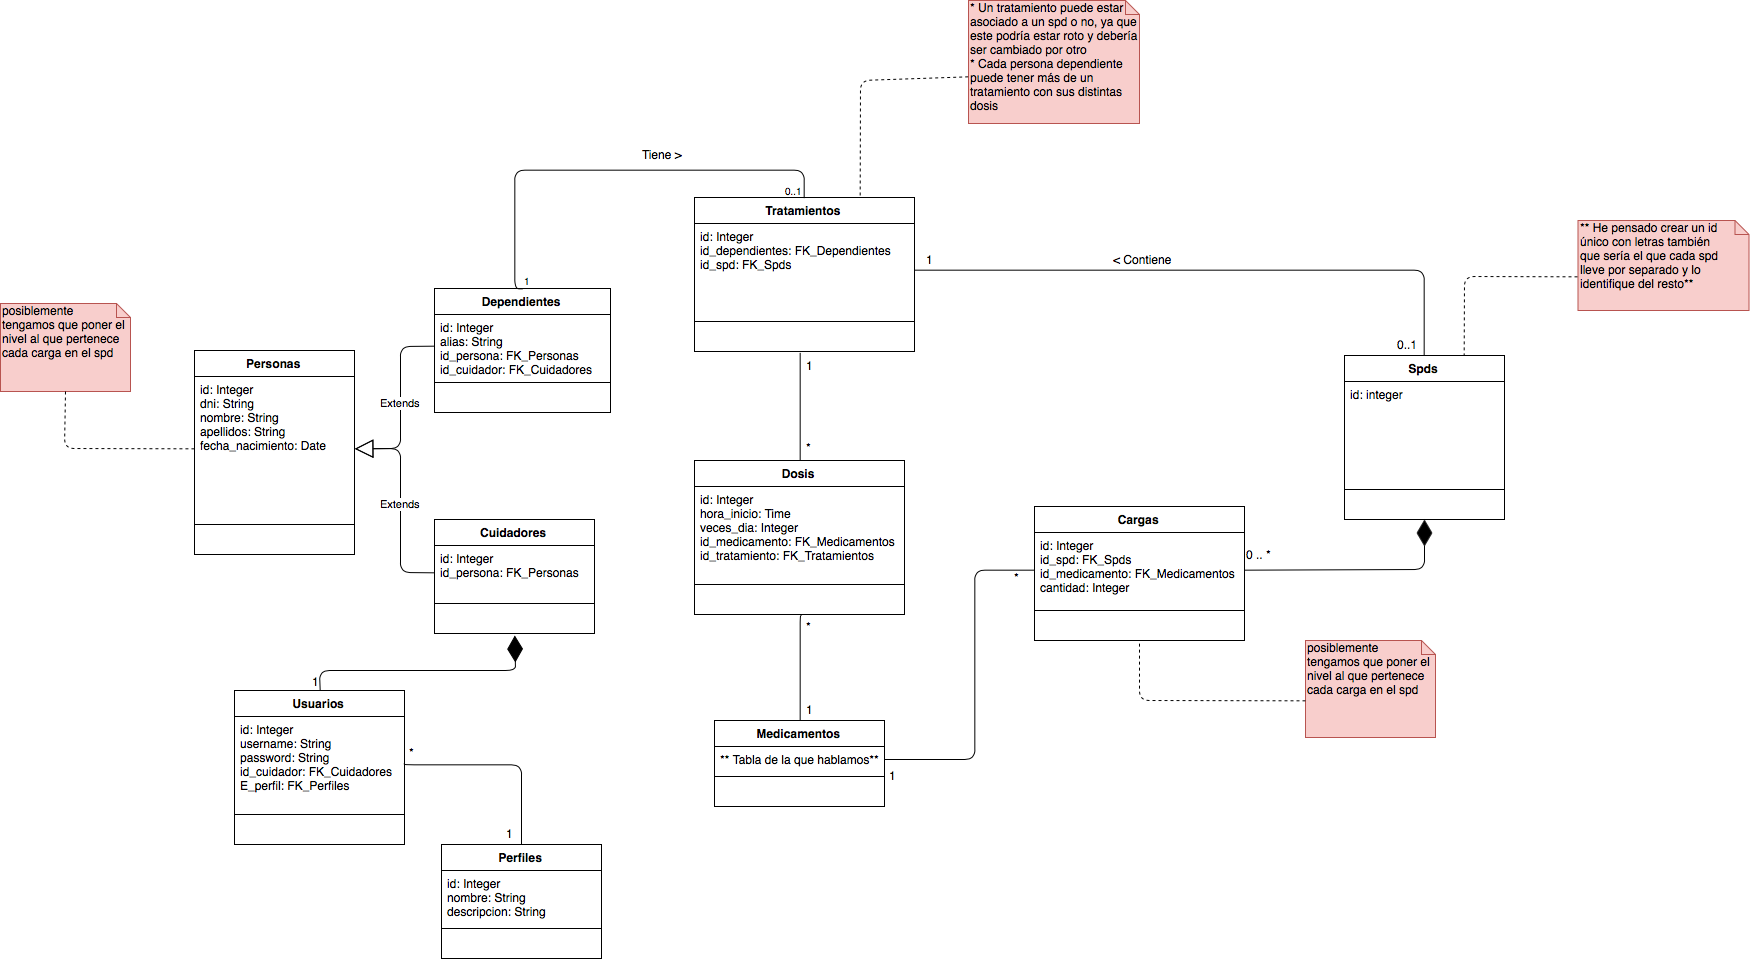 * Un tratamiento puede estar
asociado a un spd o no, ya que
este podría estar roto y debería
ser cambiado por otro
* Cada persona dependiente
puede tener más de un
tratamiento con sus distintas
dosis
Tiene >
0..1
1
Tratamientos
id: Integer
id_dependientes: FK_Dependientes
id_spd: FK_Spds
1
< Contiene
0..1
** He pensado crear un id
único con letras también
que sería el que cada spd
lleve por separado y lo
identifique del resto**
posiblemente
tengamos que poner el
nivel al que pertenece
cada carga en el spd
Personas
id: Integer
dni: String
nombre: String
apellidos: String
fecha_nacimiento: Date
Dependientes
id: Integer
alias: String
id_persona: FK_Personas
id_cuidador: FK_Cuidadores
Extends
Extends
Cuidadores
id: Integer
id_persona: FK_Personas
1
*
Dosis
id: Integer
hora_inicio: Time
veces_dia: Integer
id_medicamento: FK_Medicamentos
id_tratamiento: FK_Tratamientos
*
1
Spds
id: integer
Cargas
id: Integer
id_spd: FK_Spds
id_medicamento: FK_Medicamentos
cantidad: Integer
0 .. *
*
posiblemente
tengamos que poner el
nivel al que pertenece
cada carga en el spd
Medicamentos
** Tabla de la que hablamos**
1
1
Usuarios
id: Integer
username: String
password: String
id_cuidador: FK_Cuidadores
E_perfil: FK_Perfiles
*
1
Perfiles
id: Integer
nombre: String
descripcion: String